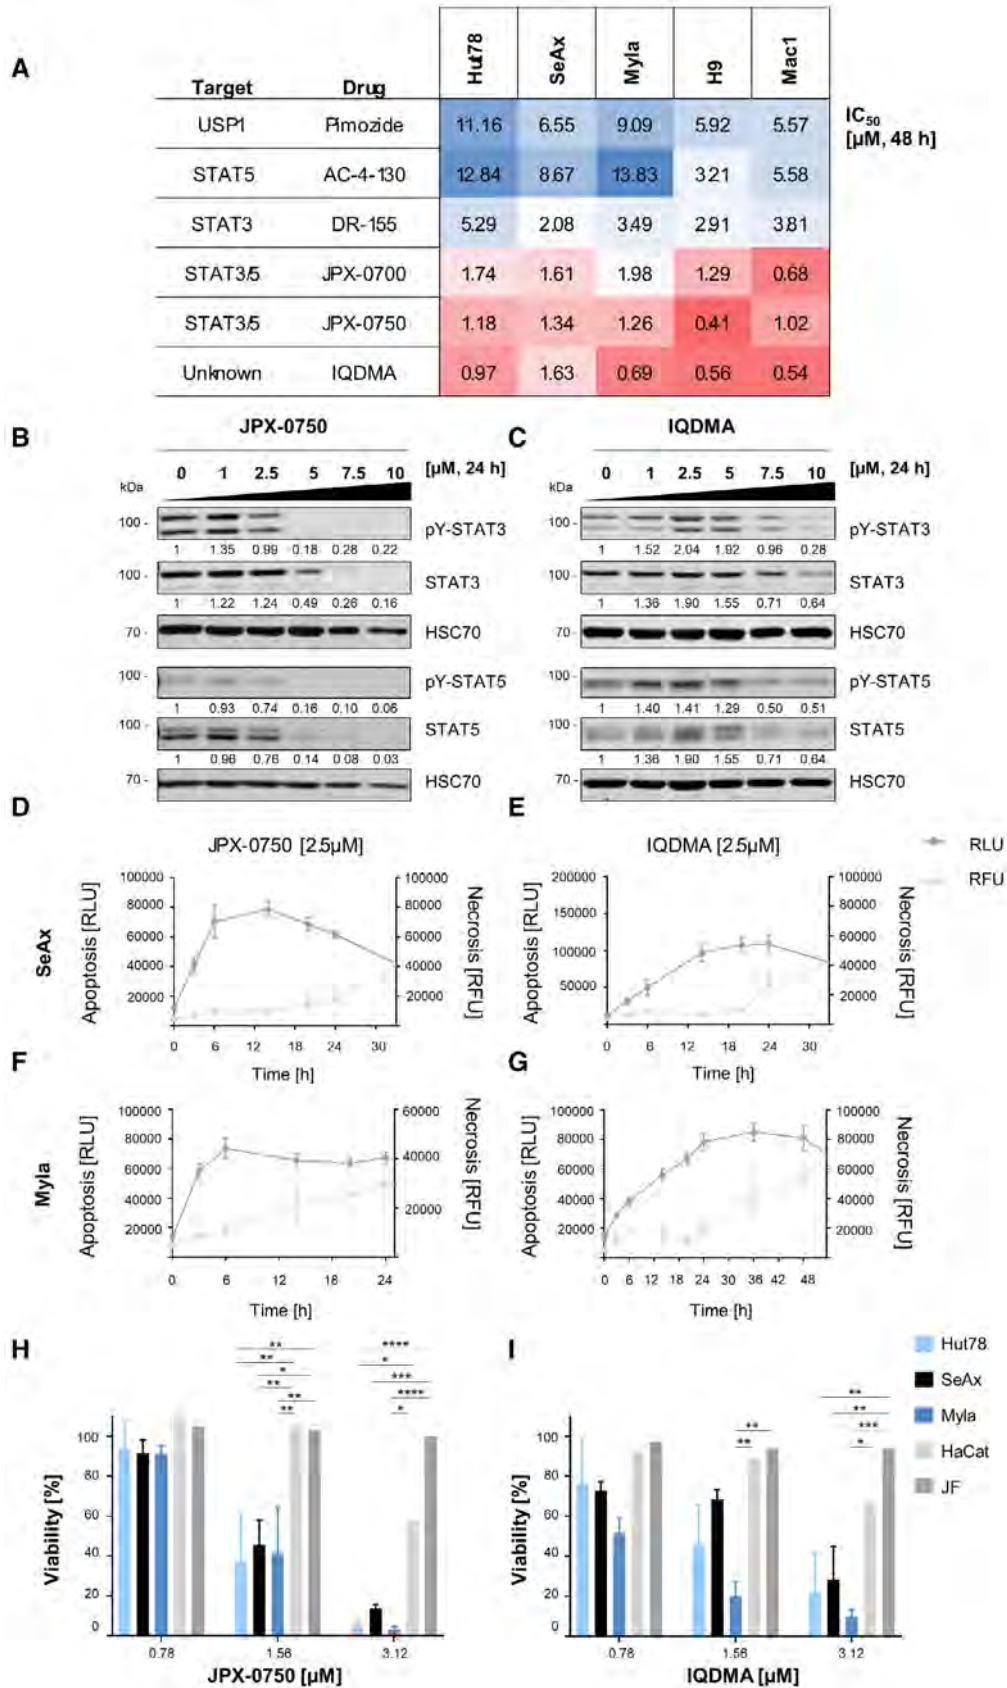 A
Target Drug Hut78 SeAx Myla H9 Mac1
USP1 Pimozide 11.16 6.55 9.09 5.92 5.57 IC50
[µM, 48 h]
STAT5 AC-4-130 12.84 8.67 13.83 3.21 5.58
STAT3 DR-155 5.29 2.08 3.49 2.91 3.81
STAT3/5 JPX-0700 1.74 1.61 1.98 1.29 0.68
STAT3/5 JPX-0750 1.18 1.34 1.26 0.41 1.02
Unknown IQDMA 0.97 1.63 0.69 0.56 0.54
B JPX-0750
0 1 2.5 5 7.5 10 [µM, 24 h]
kDa
100 - pY-STAT3
1 1.35 0.99 0.18 0.28 0.22
100 - STAT3
1 1.22 1.24 0.49 0.26 0.16
70 - HSC70
100 - pY-STAT5
1 0.93 0.74 0.16 0.10 0.06
100 - STAT5
1 0.96 0.76 0.14 0.08 0.03
70 - HSC70
C IQDMA
0 1 2.5 5 7.5 10 [µM, 24 h]
kDa
100 - pY-STAT3
1 1.52 2.04 1.92 0.96 0.28
100 - STAT3
1 1.36 1.90 1.55 0.71 0.64
70 - HSC70
100 - pY-STAT5
1 1.40 1.41 1.29 0.50 0.51
100 - STAT5
1 1.36 1.90 1.55 0.71 0.64
70 - HSC70
D
JPX-0750 [2.5µM]
SeAx
Apoptosis [RLU]
100000
80000
60000
40000
20000
Necrosis [RFU]
100000
80000
60000
40000
20000
0 6 12 18 24 30
Time [h]
E
IQDMA [2.5µM]
Apoptosis [RLU]
200000
150000
100000
50000
Necrosis [RFU]
100000
80000
60000
40000
20000
0 6 12 18 24 30
Time [h]
RLU
RFU
F
Myla
Apoptosis [RLU]
100000
80000
60000
40000
20000
Necrosis [RFU]
60000
40000
20000
0 6 12 18 24
Time [h]
G
Apoptosis [RLU]
100000
80000
60000
40000
20000
Necrosis [RFU]
100000
80000
60000
40000
20000
0 6 12 18 24 36 42 48
Time [h]
H
Viability [%]
100
80
60
40
20
0
** ** * ** ** **
**** * *** **** *
0.78 1.56 3.12
JPX-0750 [µM]
I
Viability [%]
100
80
60
40
20
0
** **
** ** *** *
0.78 1.56 3.12
IQDMA [µM]
Hut78
SeAx
Myla
HaCat
JF